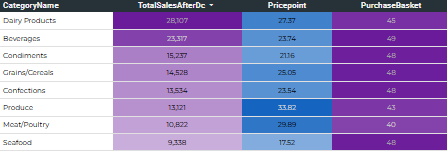 CategoryName TotalSalesAfterDc Pricepoint PurchaseBasket
Dairy Products 28,107 27.37 45
Beverages 23,317 23.74 49
Condiments 15,237 21.16 48
Grains/Cereals 14,528 25.05 48
Confections 13,534 23.54 48
Produce 13,121 33.82 43
Meat/Poultry 10,822 29.89 40
Seafood 9,338 17.52 48